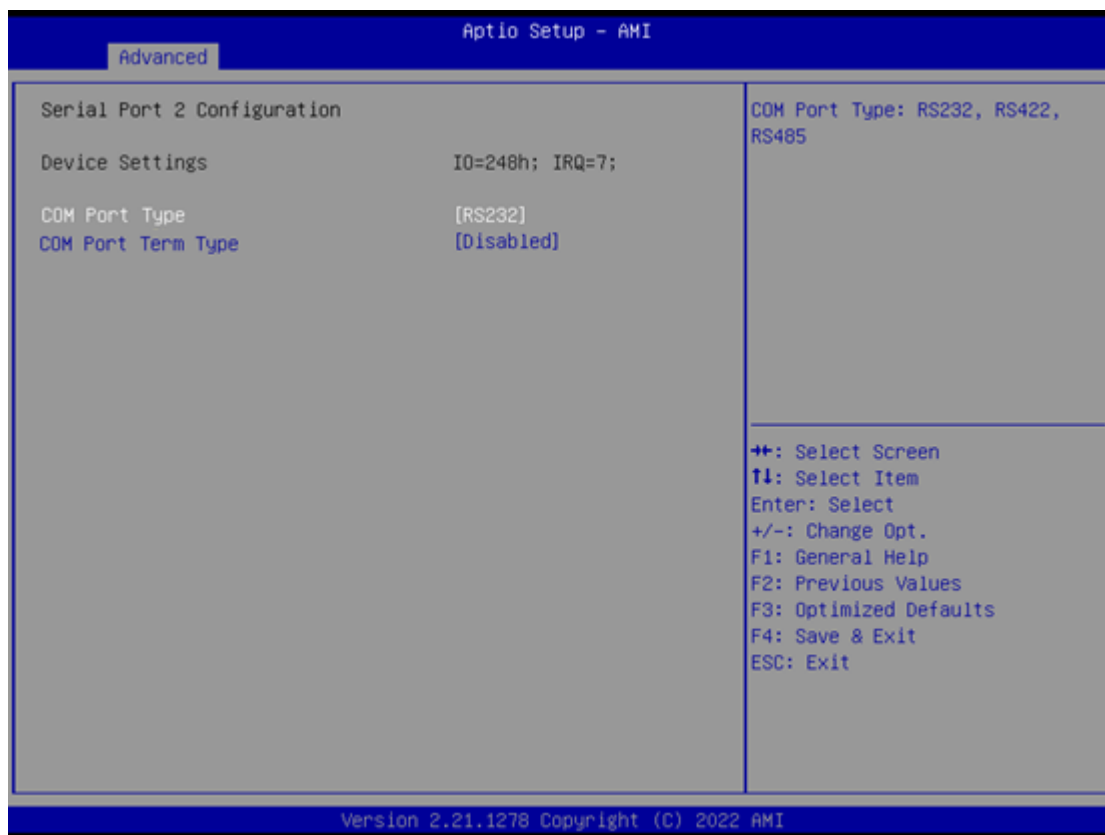 Aptio Setup - AMI
Advanced
Serial Port 2 Configuration
Device Settings IO=248h; IRQ=7;
COM Port Type [RS232]
COM Port Term Type [Disabled]
COM Port Type: RS232, RS422,
RS485
→←: Select Screen
↑↓: Select Item
Enter: Select
+/-: Change Opt.
F1: General Help
F2: Previous Values
F3: Optimized Defaults
F4: Save & Exit
ESC: Exit
Version 2.21.1278 Copyright (C) 2022 AMI